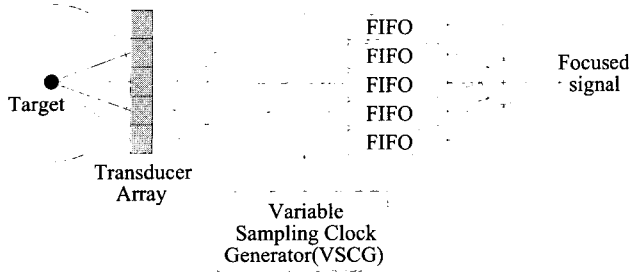 FIFO
FIFO
FIFO
FIFO
FIFO
Focused
signal
Target
Transducer
Array
Variable
Sampling Clock
Generator(VSCG)